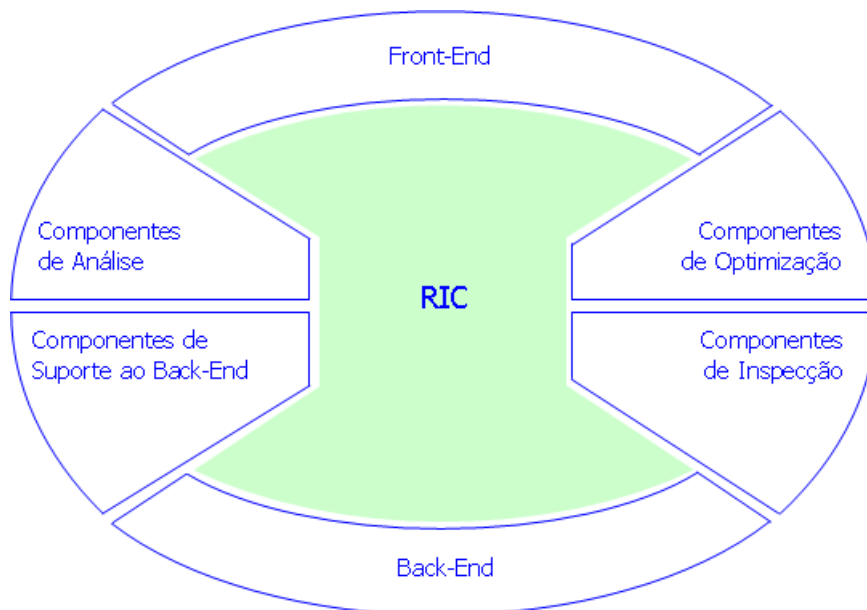 Front-End
Componentes
de Análise
Componentes
de Optimização
RIC
Componentes de
Suporte ao Back-End
Componentes
de Inspecção
Back-End